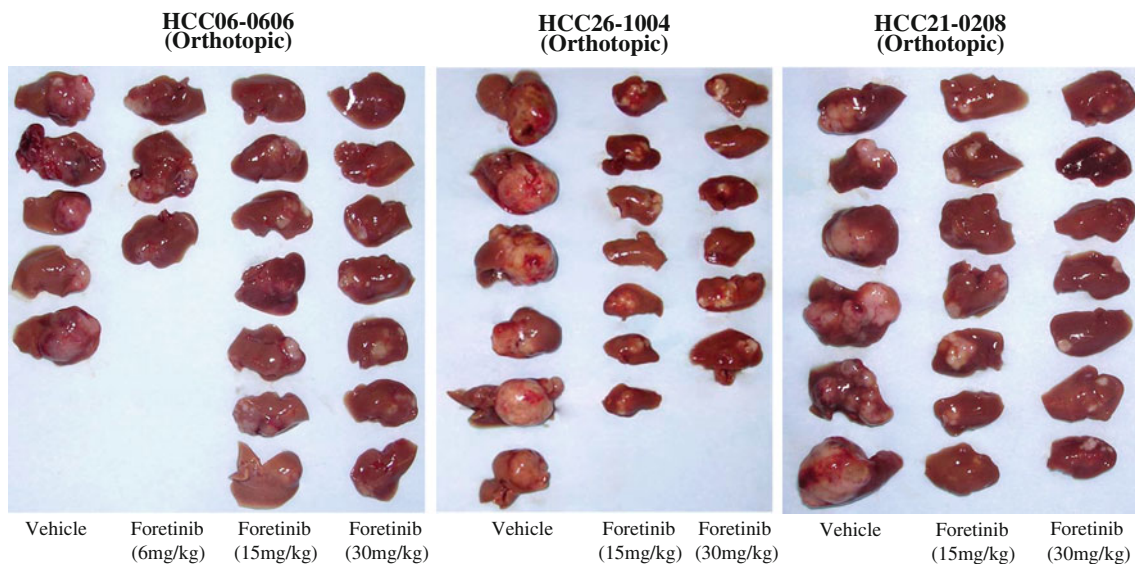 HCC06-0606
(Orthotopic)
HCC26-1004
(Orthotopic)
HCC21-0208
(Orthotopic)
Vehicle
Foretinib
(6mg/kg)
Foretinib
(15mg/kg)
Foretinib
(30mg/kg)
Vehicle
Foretinib
(15mg/kg)
Foretinib
(30mg/kg)
Vehicle
Foretinib
(15mg/kg)
Foretinib
(30mg/kg)